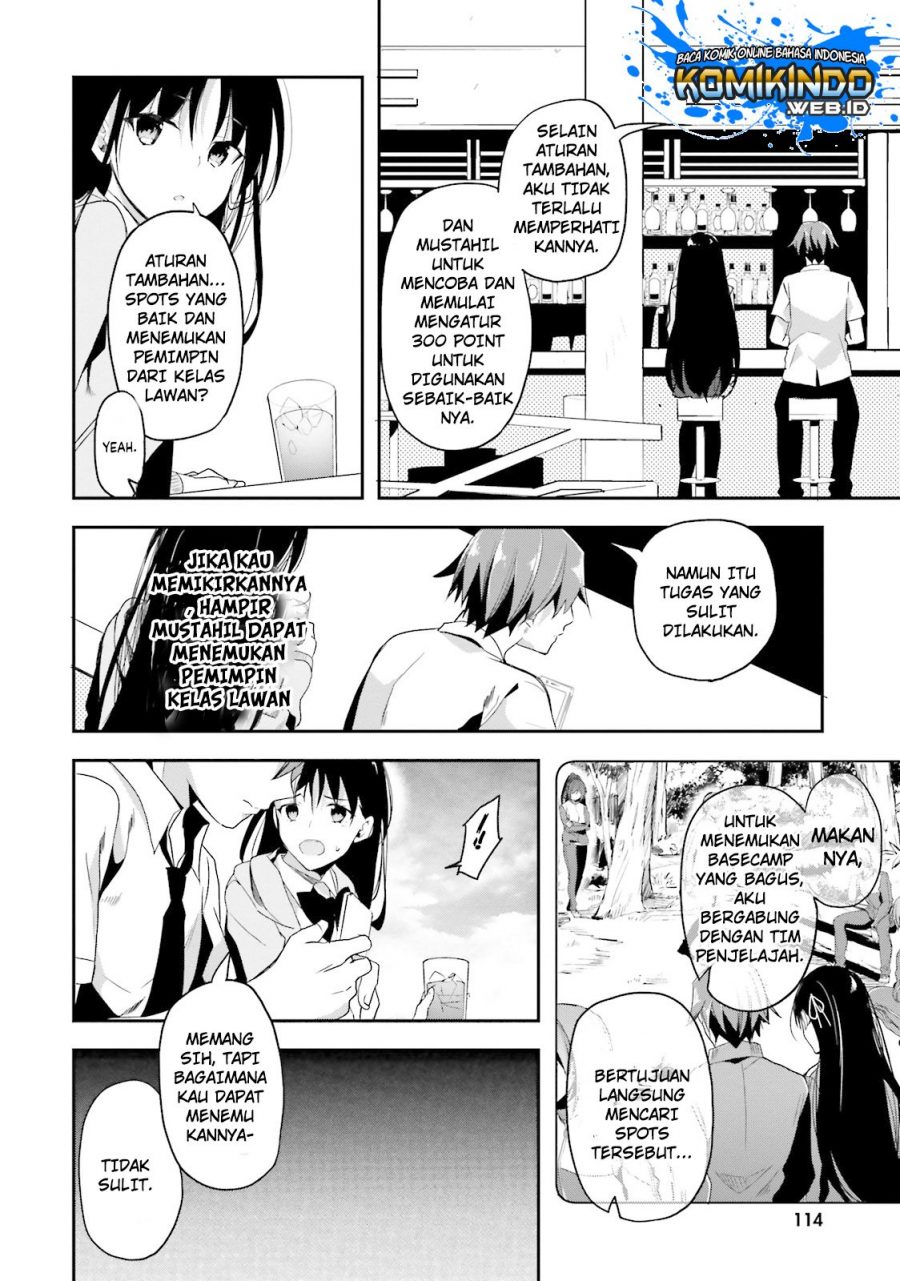 BACA KOMIK ONLINE BAHASA INDONESIA
KOMIKINDO
WEB.ID
SELAIN
ATURAN
TAMBAHAN,
AKU TIDAK
TERLALU
MEMPERHATI
KANNYA.
DAN
MUSTAHIL
UNTUK
MENCOBA DAN
MEMULAI
MENGATUR
300 POINT
UNTUK
DIGUNAKAN
SEBAIK-BAIK
NYA.
ATURAN
TAMBAHAN...
SPOTS YANG
BAIK DAN
MENEMUKAN
PEMIMPIN
DARI KELAS
LAWAN?
YEAH.
NAMUN ITU
TUGAS YANG
SULIT
DILAKUKAN.
JIKA KAU
MEMIKIRKANNYA
, HAMPIR
MUSTAHIL DAPAT
MENEMUKAN
PEMIMPIN
KELAS LAWAN
MAKAN
NYA,
UNTUK
MENEMUKAN
BASECAMP
YANG BAGUS,
AKU
BERGABUNG
DENGAN TIM
PENJELAJAH.
BERTUJUAN
LANGSUNG
MENCARI
SPOTS
TERSEBUT...
!!
MEMANG
SIH, TAPI
BAGAIMANA
KAU DAPAT
MENEMU
KANNYA-
TIDAK
SULIT.
114